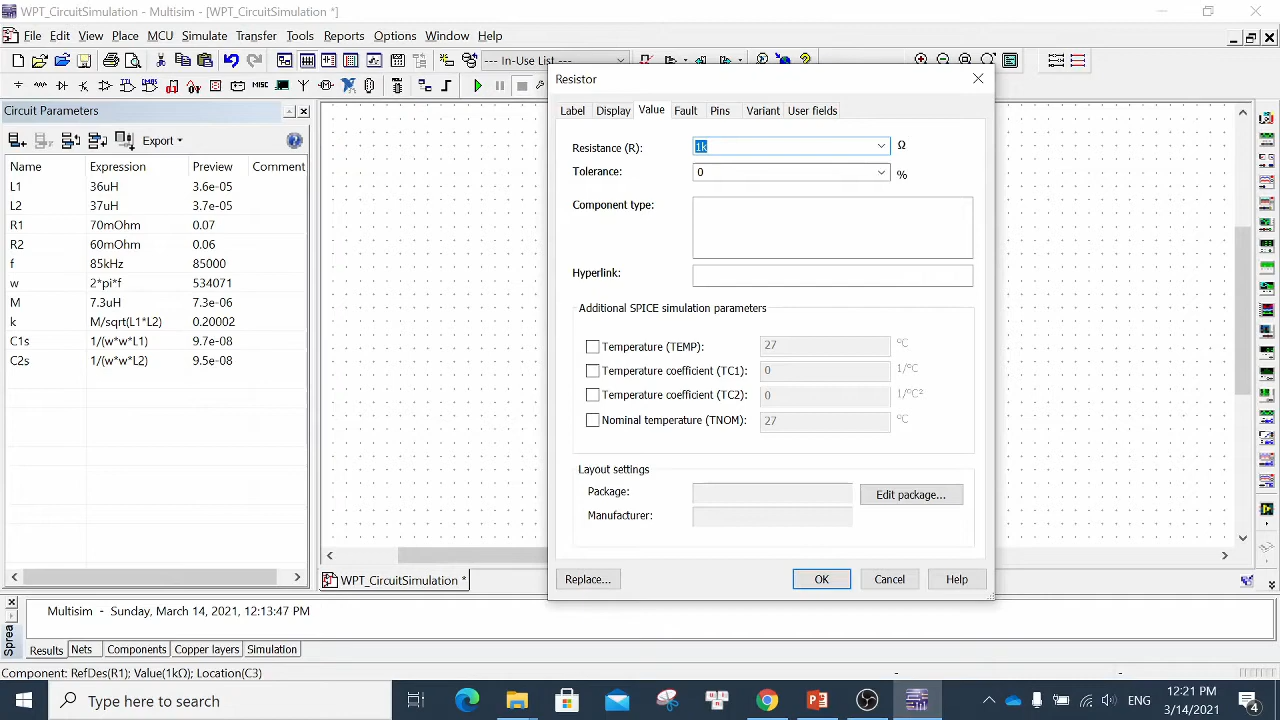 WPT_CircuitSimulation - Multisim - [WPT_CircuitSimulation *]
File Edit View Place MCU Simulate Transfer Tools Reports Options Window Help
--- In-Use List ---
MISC
Circuit Parameters
Export
Name Expression Preview Comment
L1 36uH 3.6e-05
L2 37uH 3.7e-05
R1 70mOhm 0.07
R2 60mOhm 0.06
f 85kHz 85000
w 2*pi*f 534071
M 7.3uH 7.3e-06
k M/sqrt(L1*L2) 0.20002
C1s 1/(w*w*L1) 9.7e-08
C2s 1/(w*w*L2) 9.5e-08
Resistor
Label Display Value Fault Pins Variant User fields
Resistance (R): 1k Ω
Tolerance: 0 %
Component type:
Hyperlink:
Additional SPICE simulation parameters
Temperature (TEMP): 27 °C
Temperature coefficient (TC1): 0 1/°C
Temperature coefficient (TC2): 0 1/°C²
Nominal temperature (TNOM): 27 °C
Layout settings
Package: Edit package...
Manufacturer:
Replace... OK Cancel Help
WPT_CircuitSimulation *
Sprea
Multisim - Sunday, March 14, 2021, 12:13:47 PM
Results Nets Components Copper layers Simulation
Component: RefDes(R1); Value(1kΩ); Location(C3)
Type here to search
ENG
12:21 PM
3/14/2021
4